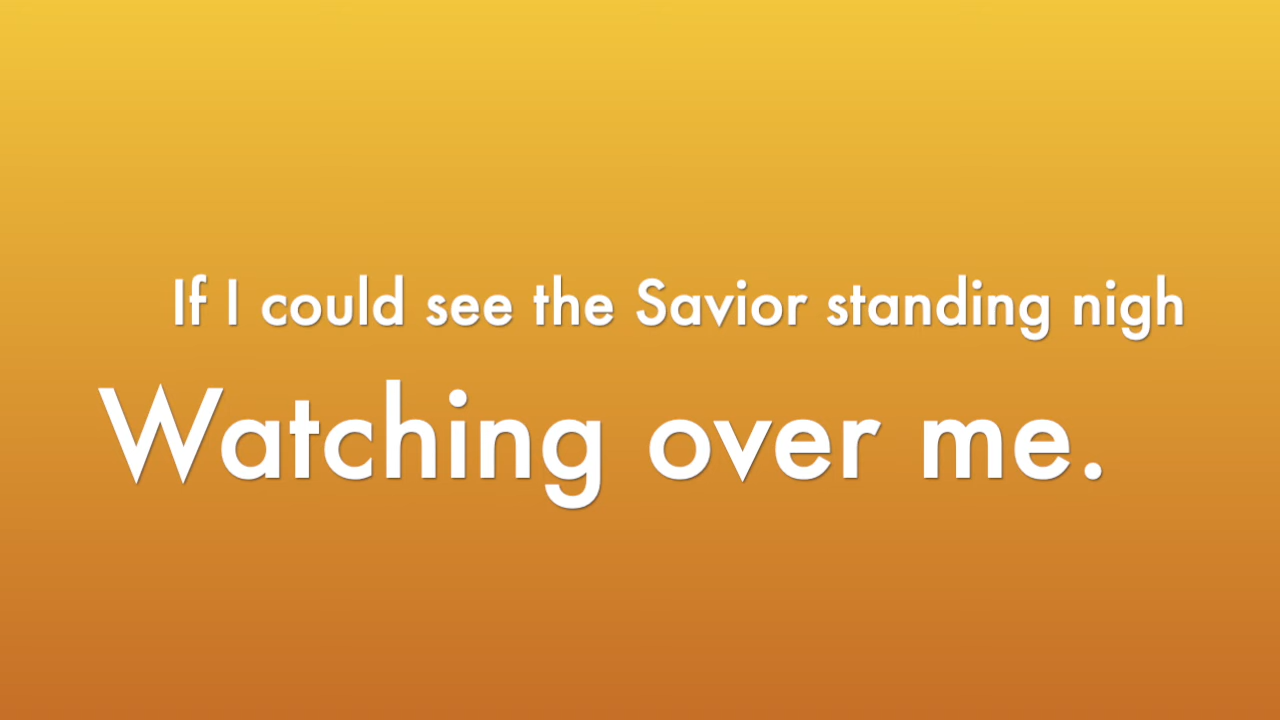 If I could see the Savior standing nigh
Watching over me.